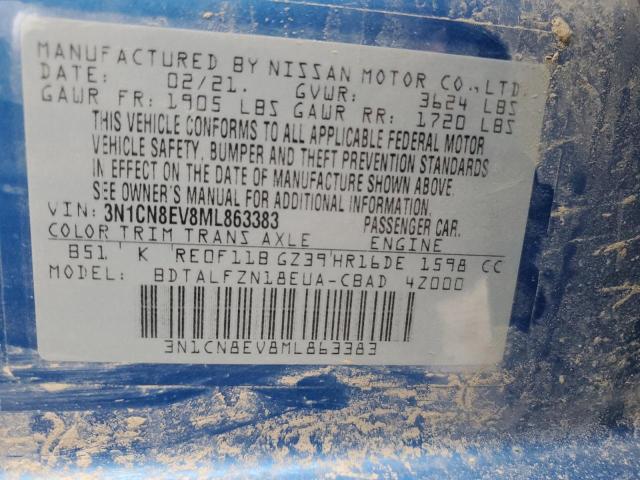 MANUFACTURED BY NISSAN MOTOR CO., LTD.
DATE: 02/21. GVWR: 3624 LBS
GAWR FR: 1905 LBS GAWR RR: 1720 LBS
THIS VEHICLE CONFORMS TO ALL APPLICABLE FEDERAL MOTOR
VEHICLE SAFETY, BUMPER AND THEFT PREVENTION STANDARDS
IN EFFECT ON THE DATE OF MANUFACTURE SHOWN ABOVE.
SEE OWNER'S MANUAL FOR ADDITIONAL INFORMATION.
VIN: 3N1CN8EV8ML863383 PASSENGER CAR.
COLOR TRIM TRANS AXLE ENGINE
B51 K RE0F11B GZ39 HR16DE 1598 CC
MODEL: BDTALFZN18EUA-CBAD 4Z000
3N1CN8EV8ML863383